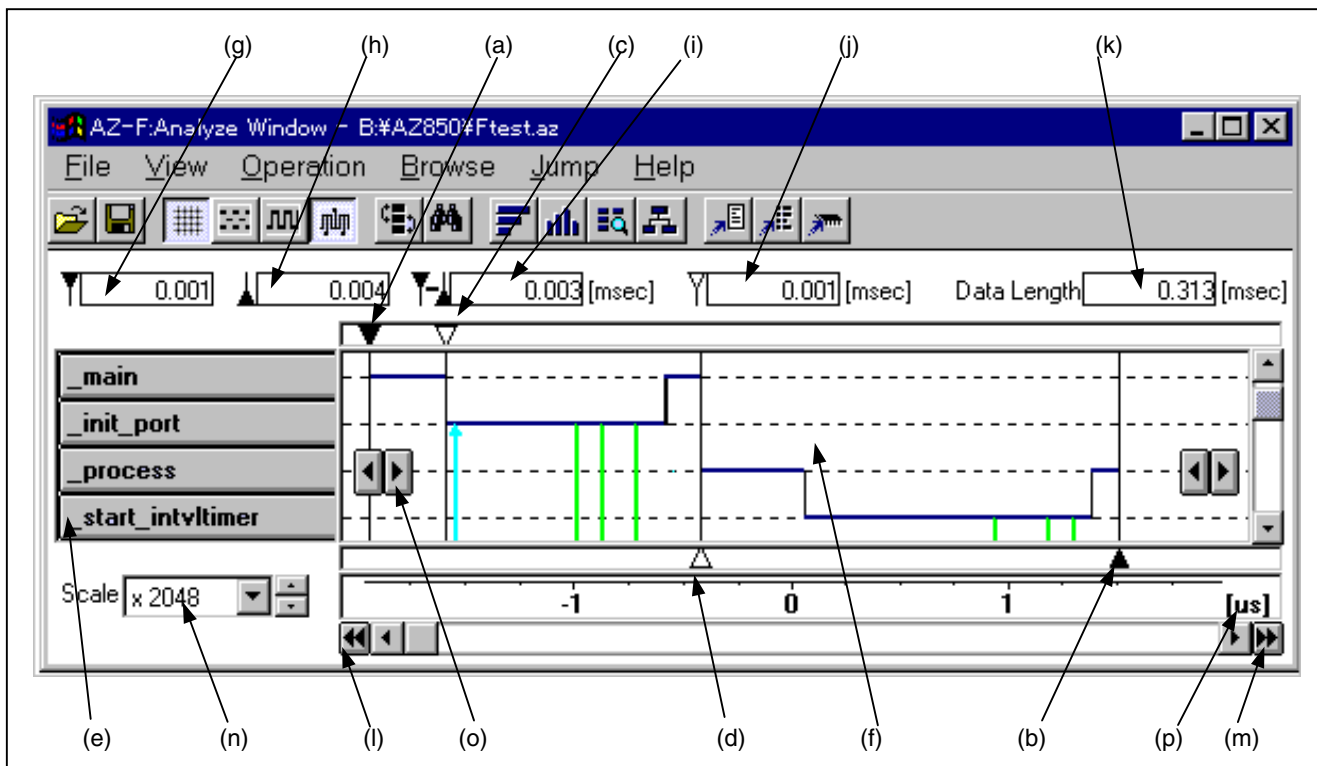 (g) (h) (a) (c) (i) (j) (k)
AZ-F:Analyze Window - B:¥AZ850¥Ftest.az
File View Operation Browse Jump Help
0.001 0.004 0.003 [msec] 0.001 [msec] Data Length 0.313 [msec]
_main
_init_port
_process
_start_intvltimer
Scale x 2048
-1 0 1 [us]
(e) (n) (l) (o) (d) (f) (b) (p) (m)